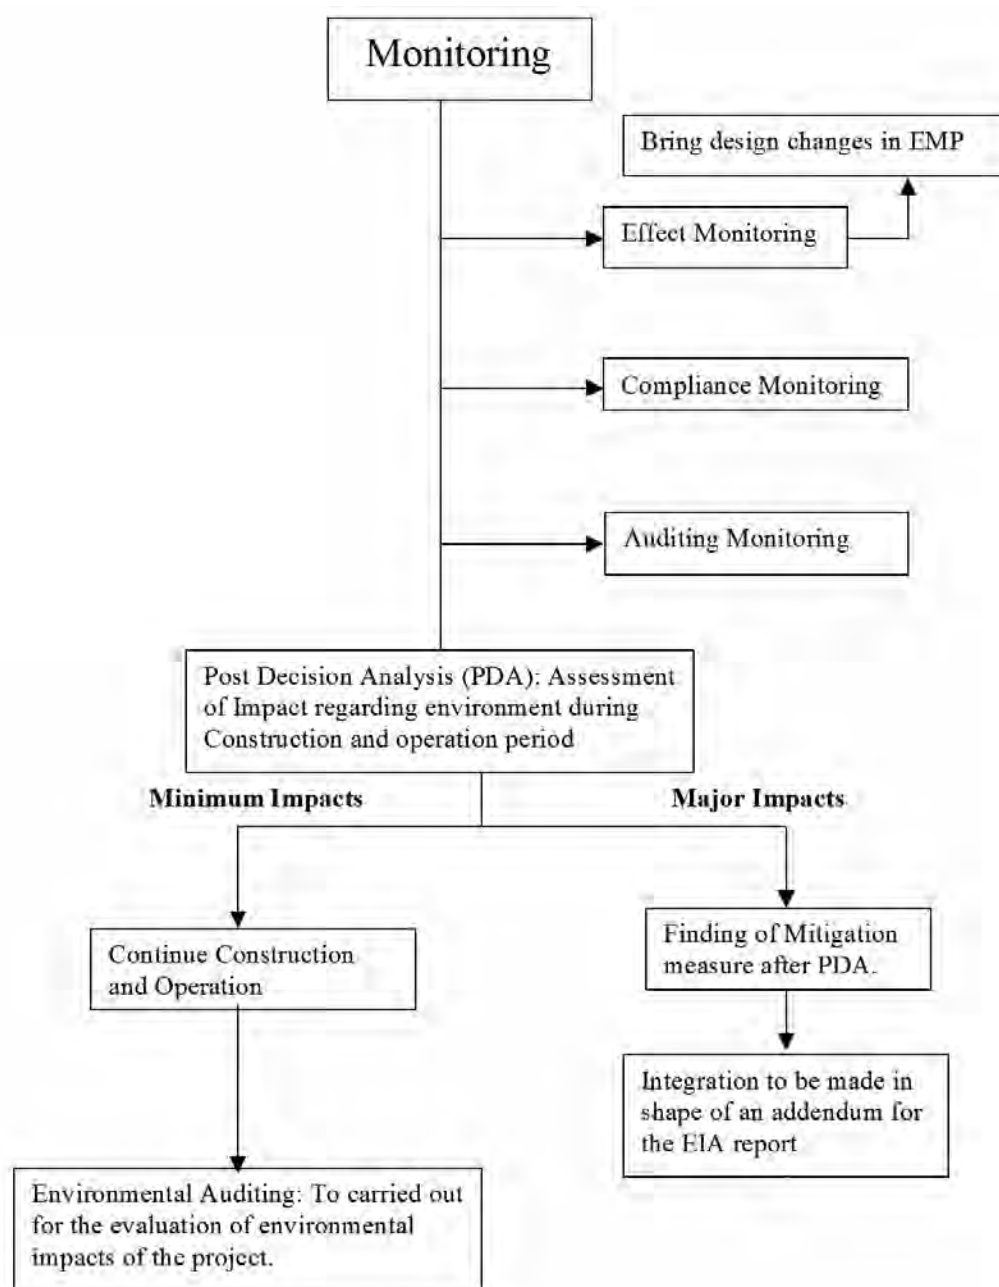 Monitoring
Bring design changes in EMP
Effect Monitoring
Compliance Monitoring
Auditing Monitoring
Post Decision Analysis (PDA): Assessment
of Impact regarding environment during
Construction and operation period
Minimum Impacts
Major Impacts
Continue Construction
and Operation
Finding of Mitigation
measure after PDA.
Integration to be made in
shape of an addendum for
the EIA report
Environmental Auditing: To carried out
for the evaluation of environmental
impacts of the project.